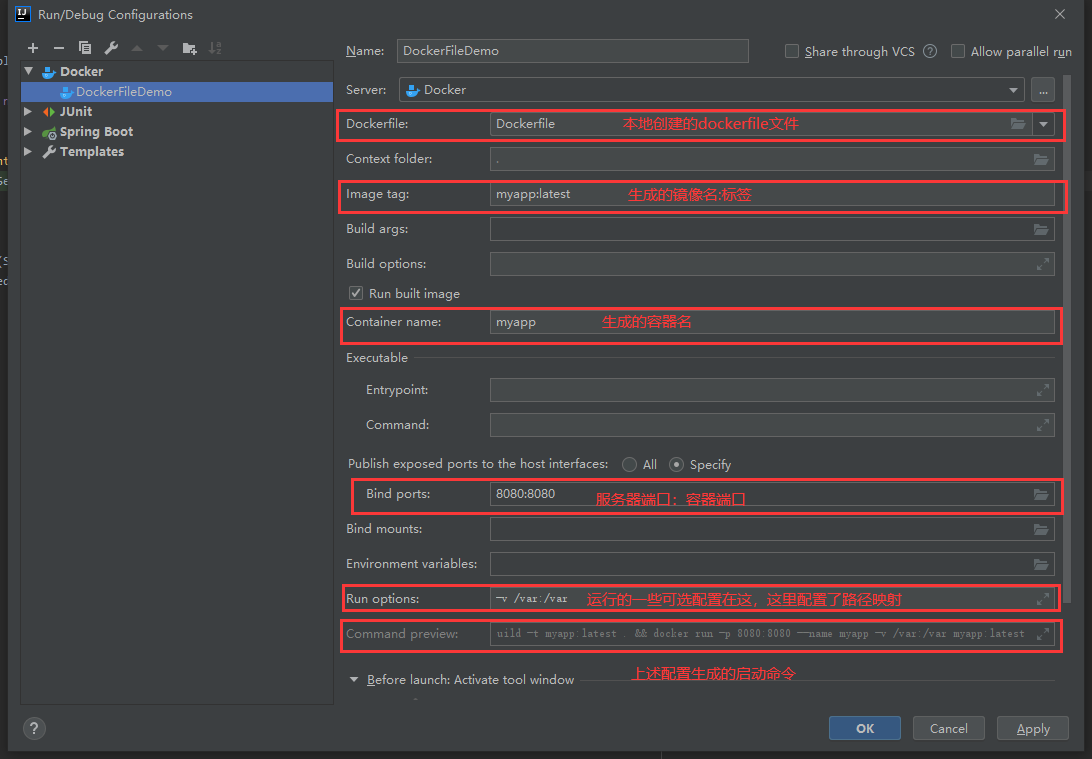 Run/Debug Configurations
Name: DockerFileDemo Share through VCS ? Allow parallel run
Docker
DockerFileDemo
JUnit
Spring Boot
Templates
Server: Docker ...
Dockerfile: Dockerfile 本地创建的dockerfile文件
Context folder: .
Image tag: myapp:latest 生成的镜像名:标签
Build args:
Build options:
Run built image
Container name: myapp 生成的容器名
Executable
Entrypoint:
Command:
Publish exposed ports to the host interfaces: All Specify
Bind ports: 8080:8080 服务器端口：容器端口
Bind mounts:
Environment variables:
Run options: -v /var:/var 运行的一些可选配置在这，这里配置了路径映射
Command preview: uild -t myapp:latest . && docker run -p 8080:8080 --name myapp -v /var:/var myapp:latest
上述配置生成的启动命令
Before launch: Activate tool window
? OK Cancel Apply